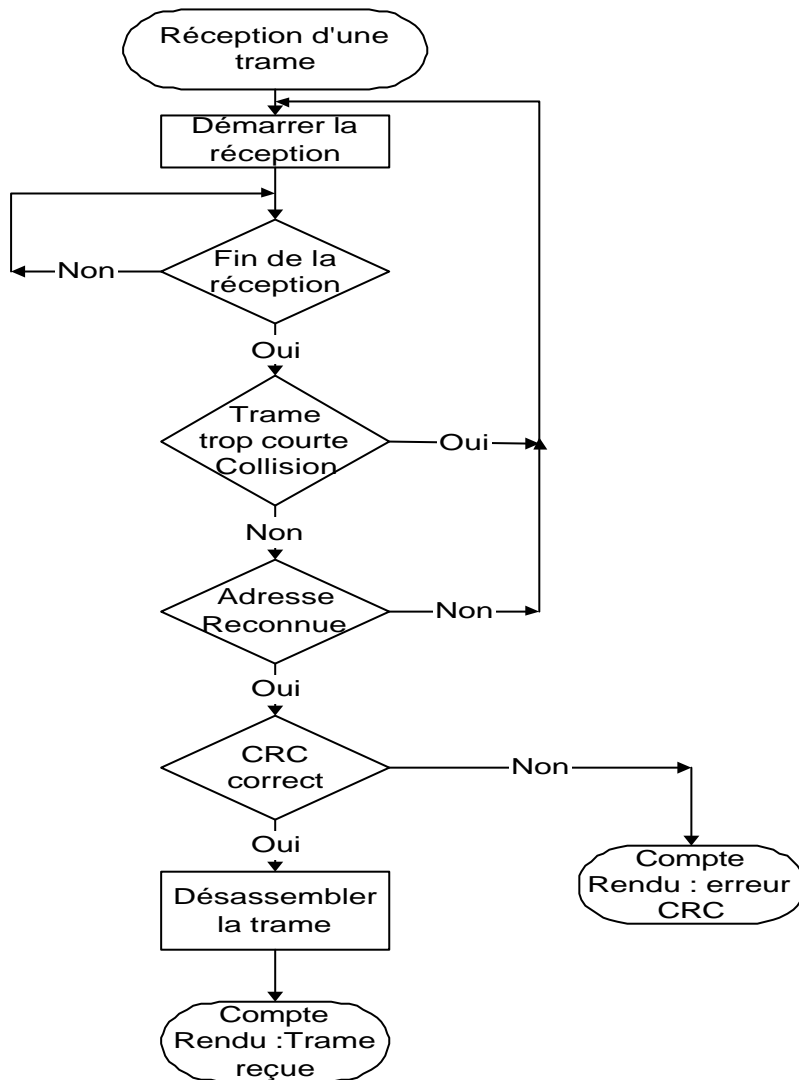 Réception d'une
trame
Démarrer la
réception
Fin de la
réception
Non
Oui
Trame
trop courte
Collision
Oui
Non
Adresse
Reconnue
Non
Oui
CRC
correct
Non
Oui
Désassembler
la trame
Compte
Rendu : erreur
CRC
Compte
Rendu :Trame
reçue